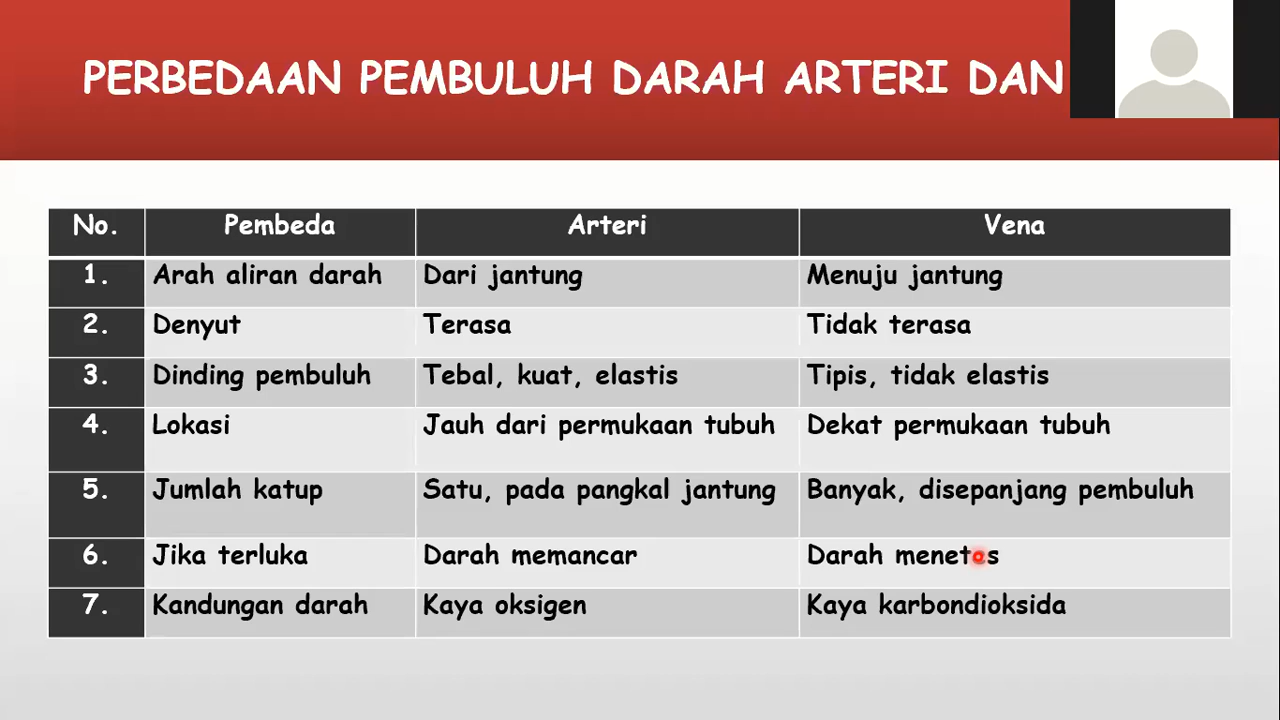 PERBEDAAN PEMBULUH DARAH ARTERI DAN
No. Pembeda Arteri Vena
1. Arah aliran darah Dari jantung Menuju jantung
2. Denyut Terasa Tidak terasa
3. Dinding pembuluh Tebal, kuat, elastis Tipis, tidak elastis
4. Lokasi Jauh dari permukaan tubuh Dekat permukaan tubuh
5. Jumlah katup Satu, pada pangkal jantung Banyak, disepanjang pembuluh
6. Jika terluka Darah memancar Darah menetes
7. Kandungan darah Kaya oksigen Kaya karbondioksida